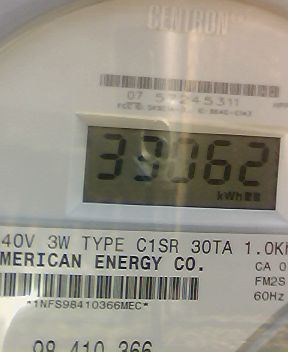 CENTRON
07 57245311
39062
kWh
40V 3W TYPE C1SR 30TA 1.0K
MERICAN ENERGY CO.
CA 0
FM2S
60Hz
*1NFS98410366MEC*
98 410 366